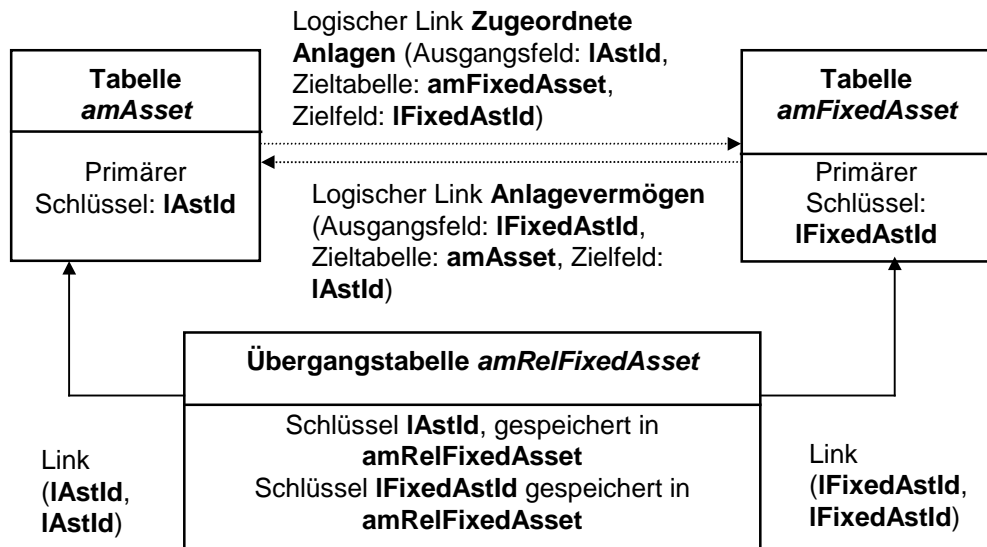 Logischer Link Zugeordnete
Anlagen (Ausgangsfeld: lAstId,
Zieltabelle: amFixedAsset,
Zielfeld: lFixedAstId)
Tabelle
amAsset
Primärer
Schlüssel: lAstId
Tabelle
amFixedAsset
Primärer
Schlüssel:
lFixedAstId
Logischer Link Anlagevermögen
(Ausgangsfeld: lFixedAstId,
Zieltabelle: amAsset, Zielfeld:
lAstId)
Übergangstabelle amRelFixedAsset
Schlüssel lAstId, gespeichert in
amRelFixedAsset
Schlüssel lFixedAstId gespeichert in
amRelFixedAsset
Link
(lAstId,
lAstId)
Link
(lFixedAstId,
lFixedAstId)